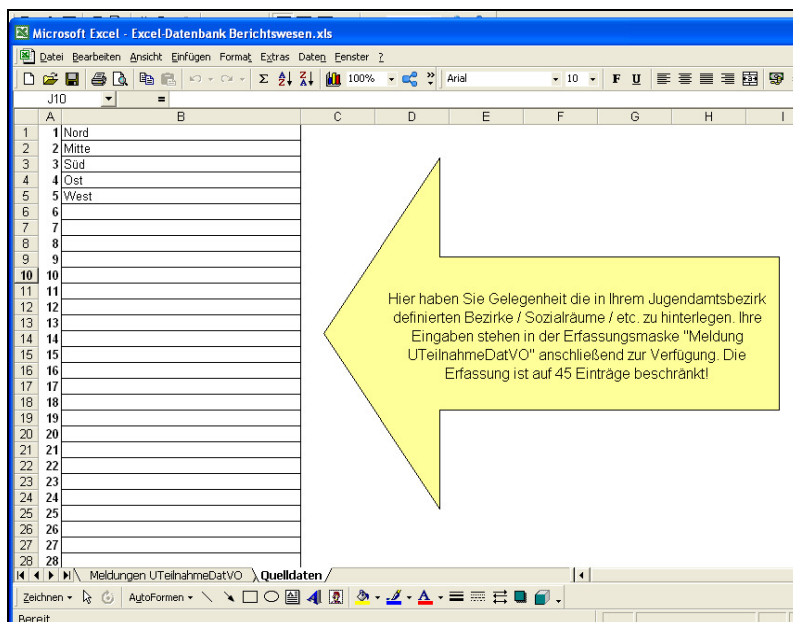 Microsoft Excel - Excel-Datenbank Berichtswesen.xls
Datei Bearbeiten Ansicht Einfügen Format Extras Daten Fenster ?
100% Arial 10 F U
J10 =
A B C D E F G H I
1 1 Nord
2 2 Mitte
3 3 Süd
4 4 Ost
5 5 West
6 6
7 7
8 8
9 9
10 10
11 11
12 12
13 13
14 14
15 15
16 16
17 17
18 18
19 19
20 20
21 21
22 22
23 23
24 24
25 25
26 26
27 27
28 28
Hier haben Sie Gelegenheit die in Ihrem Jugendamtsbezirk
definierten Bezirke / Sozialräume / etc. zu hinterlegen. Ihre
Eingaben stehen in der Erfassungsmaske "Meldung
UTeilnahmeDatVO" anschließend zur Verfügung. Die
Erfassung ist auf 45 Einträge beschränkt!
Meldungen UTeilnahmeDatVO Quelldaten
Zeichnen AutoFormen
Bereit